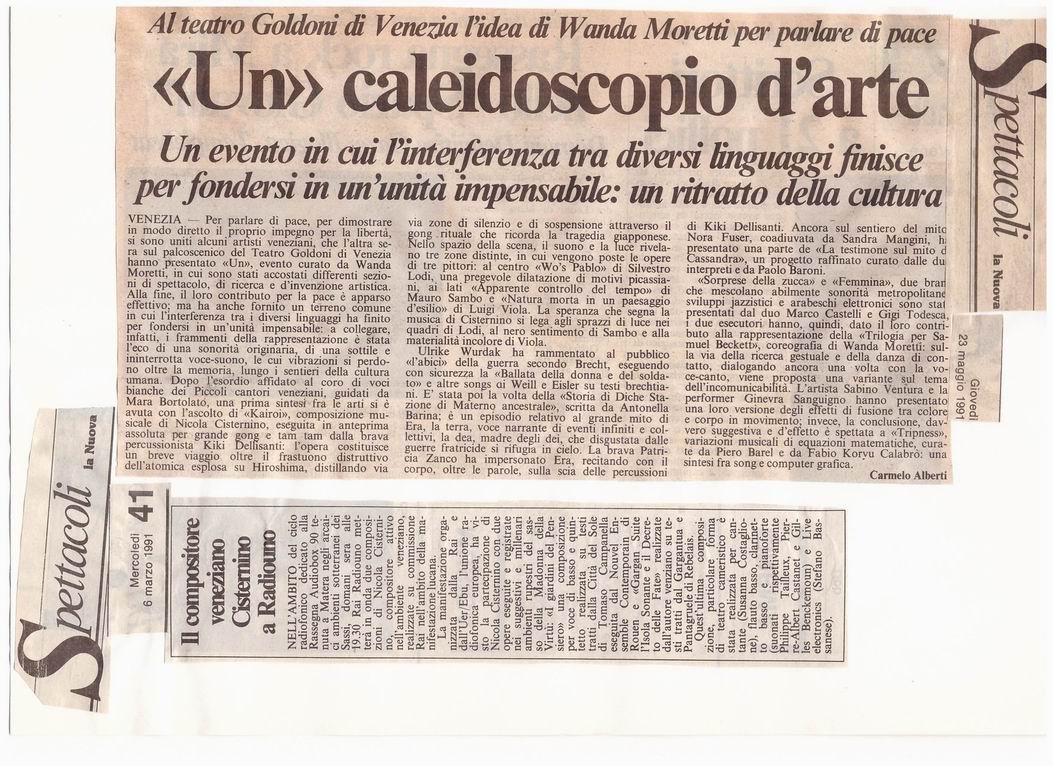 Al teatro Goldoni di Venezia l'idea di Wanda Moretti per parlare di pace
«Un» caleidoscopio d'arte
Un evento in cui l'interferenza tra diversi linguaggi finisce
per fondersi in un'unità impensabile: un ritratto della cultura
VENEZIA — Per parlare di pace, per dimostrare
in modo diretto il proprio impegno per la libertà,
si sono uniti alcuni artisti veneziani, che l'altra se-
ra sul palcoscenico del Teatro Goldoni di Venezia
hanno presentato «Un», evento curato da Wanda
Moretti, in cui sono stati accostati differenti sezio-
ni di spettacolo, di ricerca e d'invenzione artistica.
Alla fine, il loro contributo per la pace è apparso
effettivo; ma ha anche fornito un terreno comune
in cui l'interferenza tra i diversi linguaggi ha finito
per fondersi in un'unità impensabile: a collegare,
infatti, i frammenti della rappresentazione è stata
l'eco di una sonorità originaria, di una sottile e
ininterrotta voce-suono, le cui vibrazioni si perdo-
no oltre la memoria, lungo i sentieri della cultura
umana. Dopo l'esordio affidato al coro di voci
bianche dei Piccoli cantori veneziani, guidati da
Mara Bortolato, una prima sintesi fra le arti si è
avuta con l'ascolto di «Kairoi», composizione mu-
sicale di Nicola Cisternino, eseguita in anteprima
assoluta per grande gong e tam tam dalla brava
percussionista Kiki Dellisanti: l'opera costituisce
un breve viaggio oltre il frastuono distruttivo
dell'atomica esplosa su Hiroshima, distillando via
via zone di silenzio e di sospensione attraverso il
gong rituale che ricorda la tragedia giapponese.
Nello spazio della scena, il suono e la luce rivela-
no tre zone distinte, in cui vengono poste le opere
di tre pittori: al centro «Wo's Pablo» di Silvestro
Lodi, una pregevole dilatazione di motivi picassia-
ni, ai lati «Apparente controllo del tempo» di
Mauro Sambo e «Natura morta in un paesaggio
d'esilio» di Luigi Viola. La speranza che segna la
musica di Cisternino si lega agli sprazzi di luce nei
quadri di Lodi, al nero sentimento di Sambo e alla
materialità incolore di Viola.
Ulrike Wurdak ha rammentato al pubblico
«l'abici» della guerra secondo Brecht, eseguendo
con sicurezza la «Ballata della donna e del solda-
to» e altre songs di Weill e Eisler su testi brechtia-
ni. E' stata poi la volta della «Storia di Diche Sta-
zione di Materno ancestrale», scritta da Antonella
Barina; è un episodio relativo al grande mito di
Era, la terra, voce narrante di eventi infiniti e col-
lettivi, la dea, madre degli dei, che disgustata dalle
guerre fratricide si rifugia in cielo. La brava Patri-
cia Zanco ha impersonato Era, recitando con il
corpo, oltre le parole, sulla scia delle percussioni
di Kiki Dellisanti. Ancora sul sentiero del mito
Nora Fuser, coadiuvata da Sandra Mangini, h
presentato una parte de «La testimone sul mito d
Cassandra», un progetto raffinato curato dalle du
interpreti e da Paolo Baroni.
«Sorprese della zucca» e «Femmina», due bran
che mescolano abilmente sonorità metropolitane
sviluppi jazzistici e arabeschi elettronici sono stat
presentati dal duo Marco Castelli e Gigi Todesca,
i due esecutori hanno, quindi, dato il loro contri-
buto alla rappresentazione della «Trilogia per Sa-
muel Beckett», coreografia di Wanda Moretti: sul-
la via della ricerca gestuale e della danza di con-
tatto, dialogando ancora una volta con la
voce-canto, viene proposta una variante sul tema
dell'incomunicabilità. L'artista Sabino Ventura e la
performer Ginevra Sanguigno hanno presentato
una loro versione degli effetti di fusione tra colore
e corpo in movimento; invece, la conclusione, dav-
vero suggestiva e d'effetto è spettata a «Tripness»,
variazioni musicali di equazioni matematiche, cura-
te da Piero Barel e da Fabio Koryu Calabrò: una
sintesi fra song e computer grafica.
Carmelo Alberti
Spettacoli
la Nuova
Giovedì
23 maggio 1991
Spettacoli
la Nuova
Mercoledì
6 marzo 1991
41
Il compositore
veneziano
Cisternino
a Radiouno
NELL'AMBITO del ciclo
radiofonico dedicato alla
Rassegna Audiobox 90 te-
nuta a Matera negli arcai-
ci ambienti sotterranei dei
Sassi, domani sera alle
19.30 Rai Radiouno met-
terà in onda due composi-
zioni di Nicola Cisterni-
no, compositore attivo
nell'ambiente veneziano,
realizzate su commissione
Rai nell'ambito della ma-
nifestazione lucana.
La manifestazione orga-
nizzata dalla Rai e
dall'Uer/Ebu, l'unione ra-
diofonica europea, ha vi-
sto la partecipazione di
Nicola Cisternino con due
opere eseguite e registrate
nei suggestivi e millenari
ambienti rupestri del sas-
so della Madonna della
Virtù: «I giardini del Pen-
siero» una composizione
per voce di basso e quin-
tetto realizzata su testi
tratti dalla Città del Sole
di Tomaso Campanella
eseguita dal Nouvel En-
semble Contemporain di
Rouen e «Gargan Suite
l'Isola Sonante e il Decre-
to delle Fate» realizzate
dall'autore venenziano su te-
sti tratti dal Gargantua e
Pantagruele di Rebelais.
Quest'ultima composi-
zione, particolare forma
di teatro cameristico è
stata realizzata per can-
tante (Susanna Costaglio-
ne), flauto basso, clarinet-
to basso e pianoforte
(suonati rispettivamente
Philippe Tailleux, Pier-
re-Albert Castanet e Gil-
les Benckemoun) e Live
electronics (Stefano Bas-
sanese).